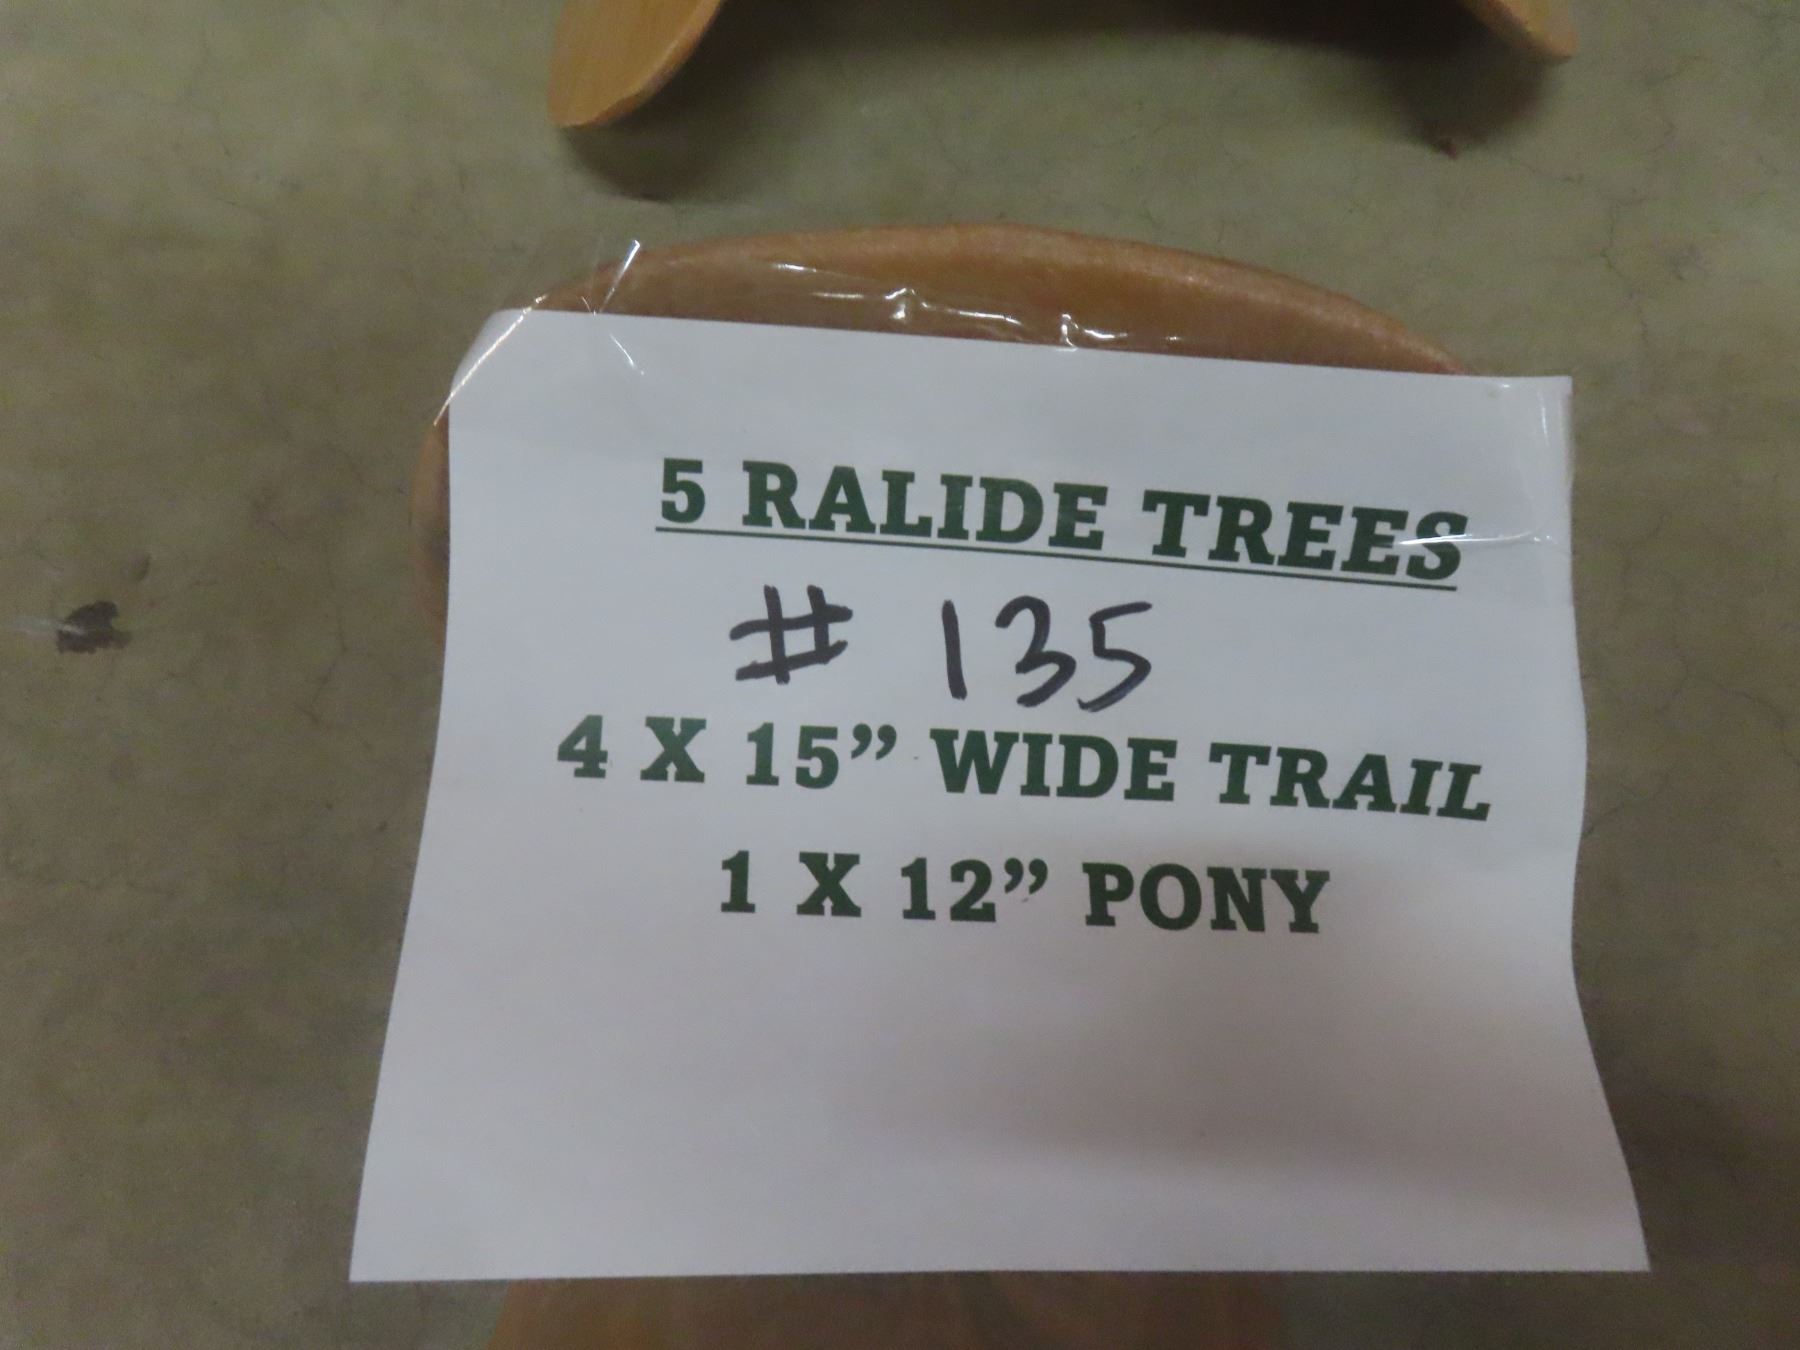 5 RALIDE TREES
# 135
4 X 15” WIDE TRAIL
1 X 12” PONY